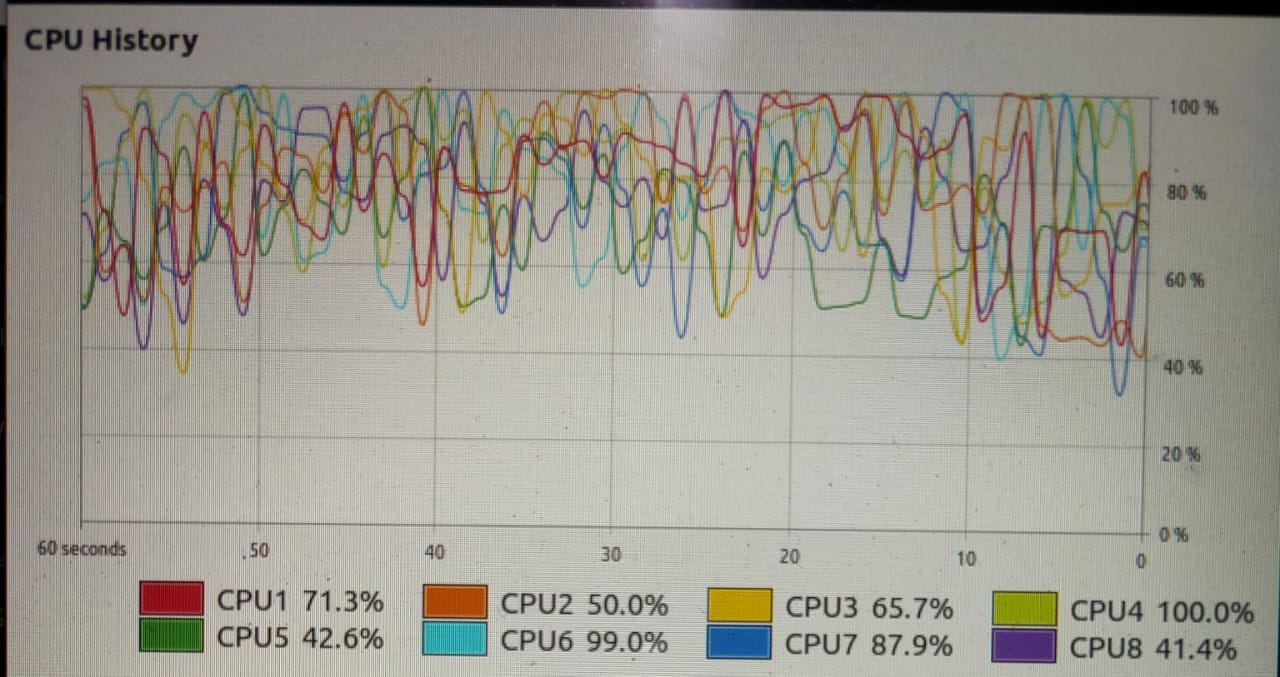 CPU History
100 %
80 %
60 %
40 %
20 %
0 %
60 seconds 50 40 30 20 10 0
CPU1 71.3% CPU2 50.0% CPU3 65.7% CPU4 100.0%
CPU5 42.6% CPU6 99.0% CPU7 87.9% CPU8 41.4%